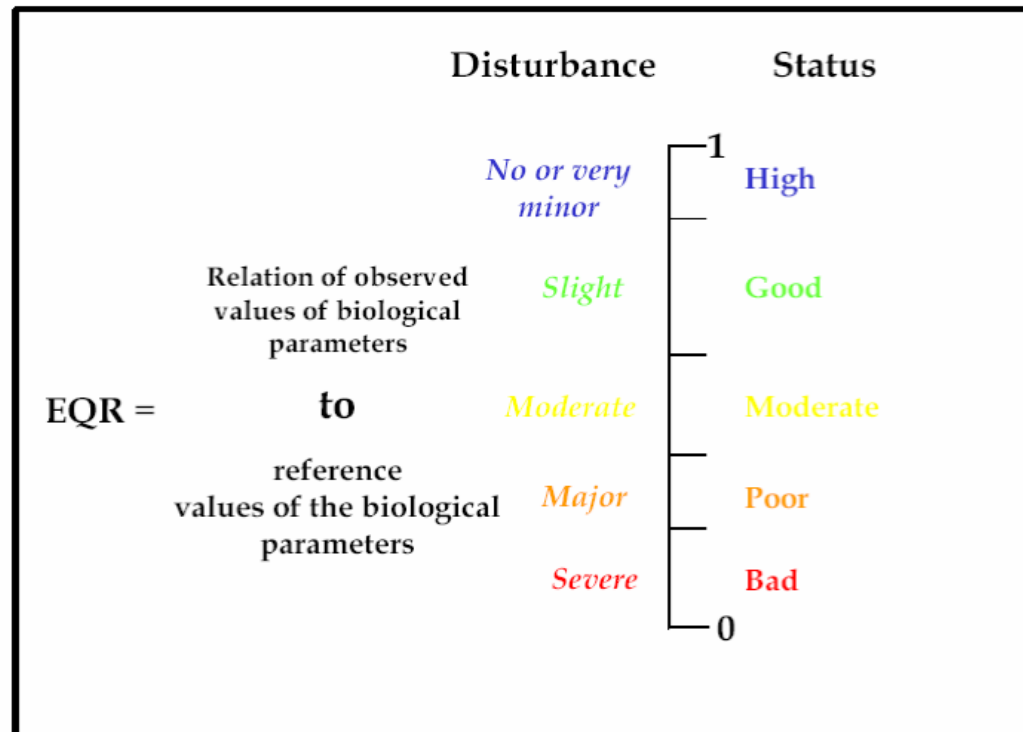 Disturbance Status
1
No or very
minor
High
Relation of observed
values of biological
parameters
Slight
Good
EQR =
to
Moderate
Moderate
reference
values of the biological
parameters
Major
Poor
Severe
Bad
0